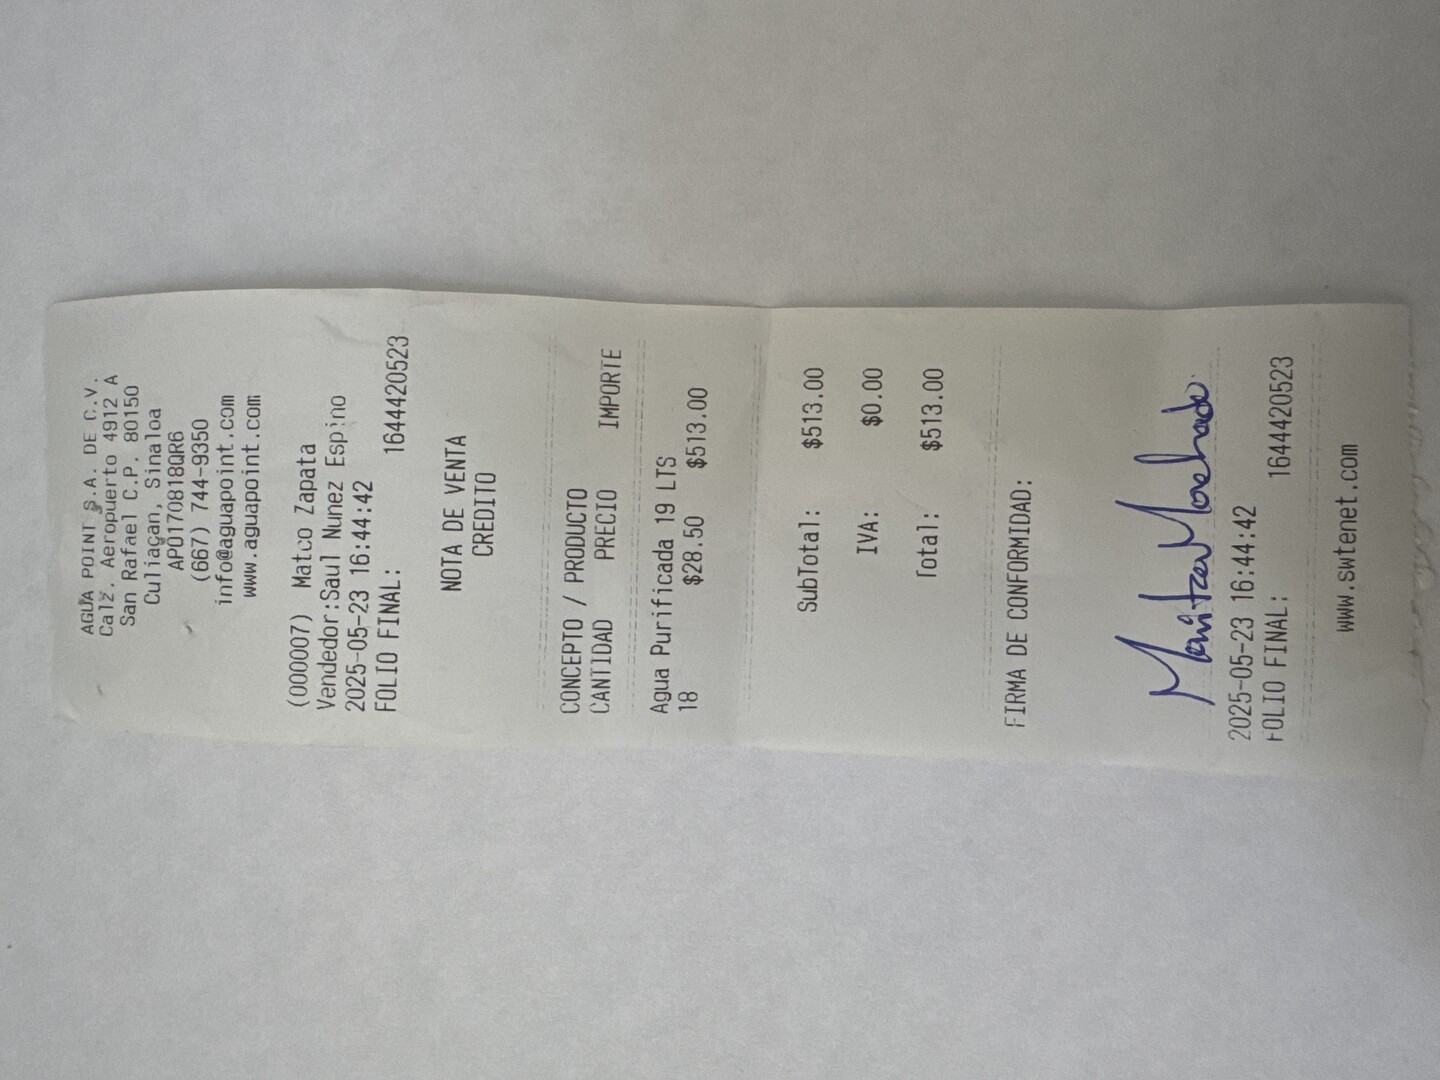 AGUA POINT S.A. DE C.V.
Calz. Aeropuerto 4912 A
San Rafael C.P. 80150
Culiacan, Sinaloa
APO170818QR6
(667) 744-9350
info@aguapoint.com
www.aguapoint.com
(000007) Matco Zapata
Vendedor:Saul Nunez Espino
2025-05-23 16:44:42
FOLIO FINAL: 1644420523
NOTA DE VENTA
CREDITO
CONCEPTO / PRODUCTO
CANTIDAD PRECIO IMPORTE
Agua Purificada 19 LTS
18 $28.50 $513.00
SubTotal: $513.00
IVA: $0.00
Total: $513.00
FIRMA DE CONFORMIDAD:
Maritza Machado
2025-05-23 16:44:42
FOLIO FINAL: 1644420523
www.swtenet.com